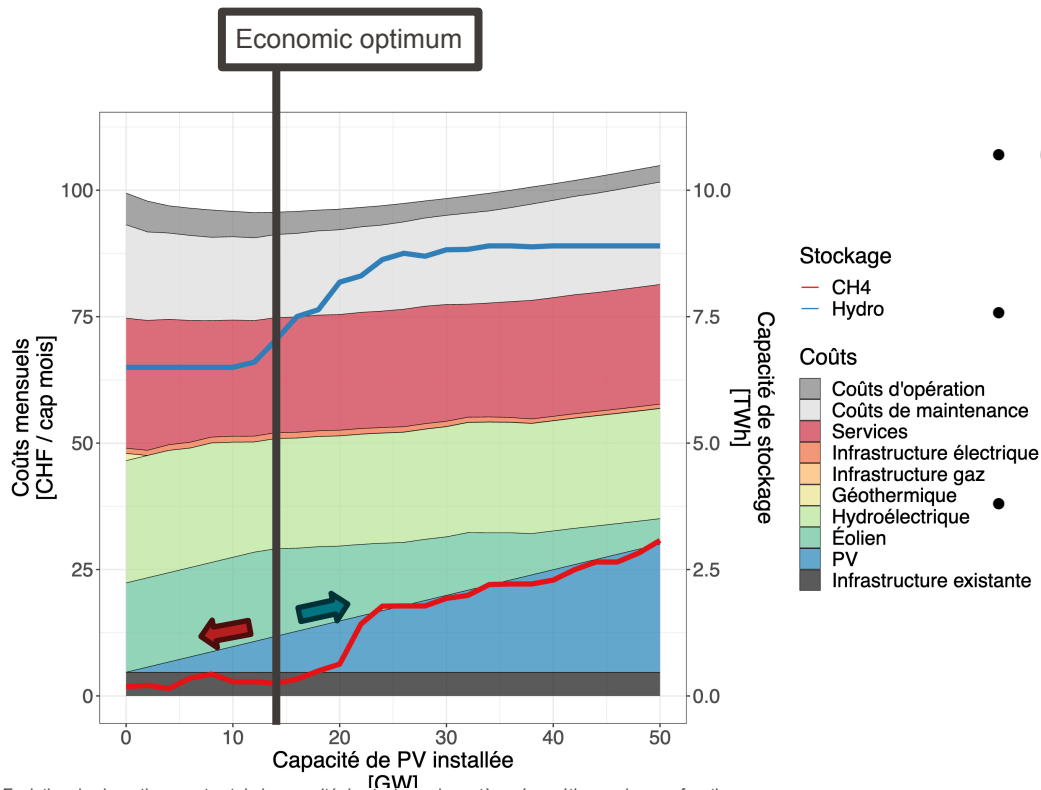 Economic optimum
100
75
50
25
0
10.0
7.5
5.0
2.5
0.0
0
10
20
30
40
50
Coûts mensuels
[CHF / cap mois]
Capacité de PV installée
[GW]
Capacité de stockage
[TWh]
Stockage
CH4
Hydro
Coûts
Coûts d'opération
Coûts de maintenance
Services
Infrastructure électrique
Infrastructure gaz
Géothermique
Hydroélectrique
Éolien
PV
Infrastructure existante